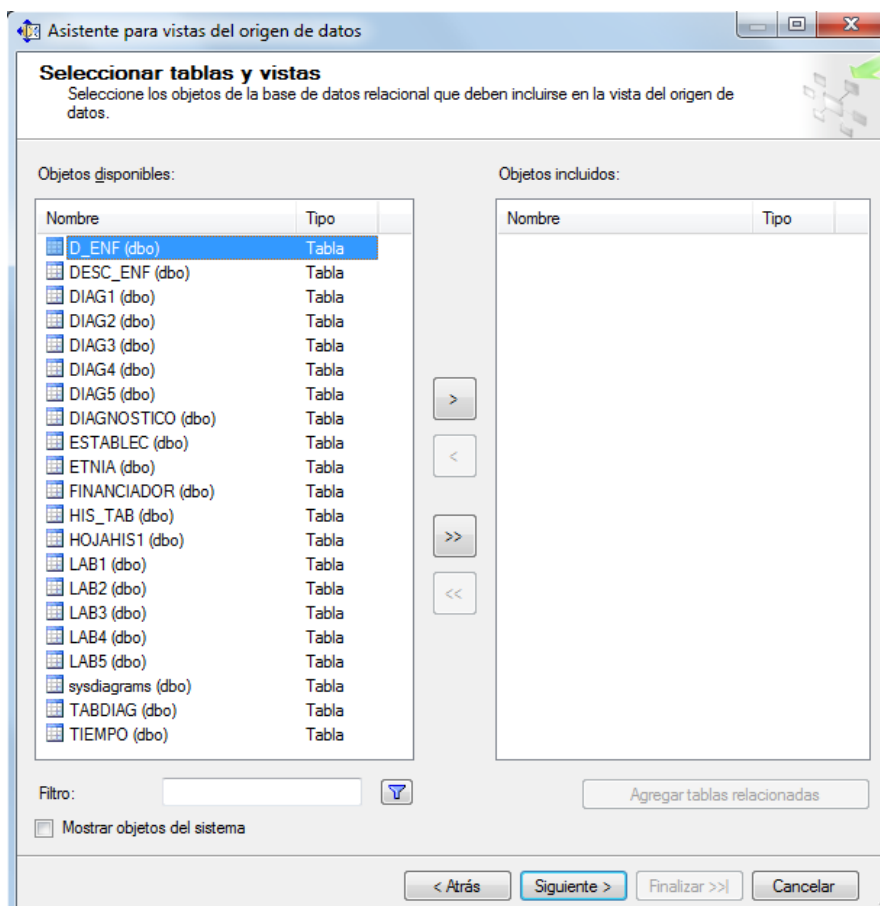 Asistente para vistas del origen de datos
Seleccionar tablas y vistas
Seleccione los objetos de la base de datos relacional que deben incluirse en la vista del origen de
datos.
Objetos disponibles:
Objetos incluidos:
Nombre Tipo
Nombre Tipo
D_ENF (dbo) Tabla
DESC_ENF (dbo) Tabla
DIAG1 (dbo) Tabla
DIAG2 (dbo) Tabla
DIAG3 (dbo) Tabla
DIAG4 (dbo) Tabla
DIAG5 (dbo) Tabla
DIAGNOSTICO (dbo) Tabla
ESTABLEC (dbo) Tabla
ETNIA (dbo) Tabla
FINANCIADOR (dbo) Tabla
HIS_TAB (dbo) Tabla
HOJAHIS1 (dbo) Tabla
LAB1 (dbo) Tabla
LAB2 (dbo) Tabla
LAB3 (dbo) Tabla
LAB4 (dbo) Tabla
LAB5 (dbo) Tabla
sysdiagrams (dbo) Tabla
TABDIAG (dbo) Tabla
TIEMPO (dbo) Tabla
>
<
>>
<<
Filtro:
Agregar tablas relacionadas
Mostrar objetos del sistema
< Atrás Siguiente > Finalizar >>| Cancelar